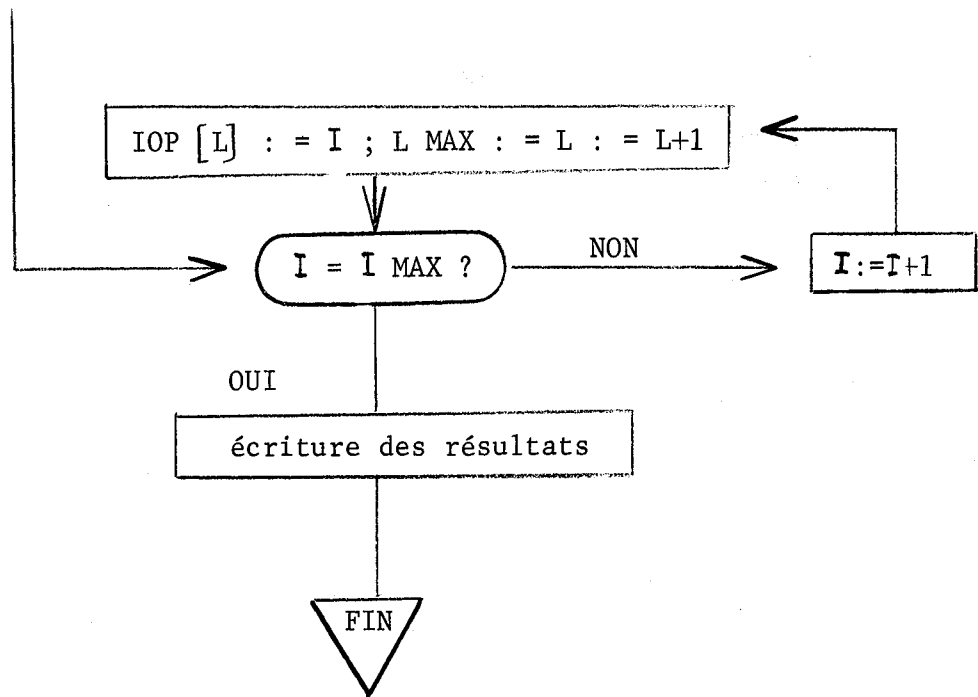 IOP [L] : = I ; L MAX : = L : = L+1
I = I MAX ?
NON
I:=I+1
OUI
écriture des résultats
FIN